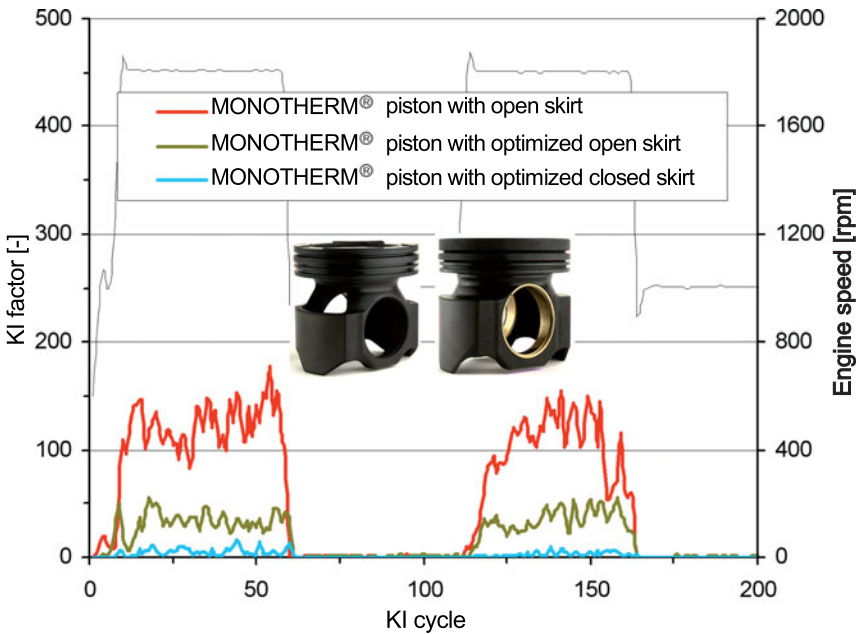 500
2000
MONOTHERM® piston with open skirt
400
1600
MONOTHERM® piston with optimized open skirt
MONOTHERM® piston with optimized closed skirt
300
1200
KI factor [-]
Engine speed [rpm]
200
800
100
400
0
0
0 50 100 150 200
KI cycle